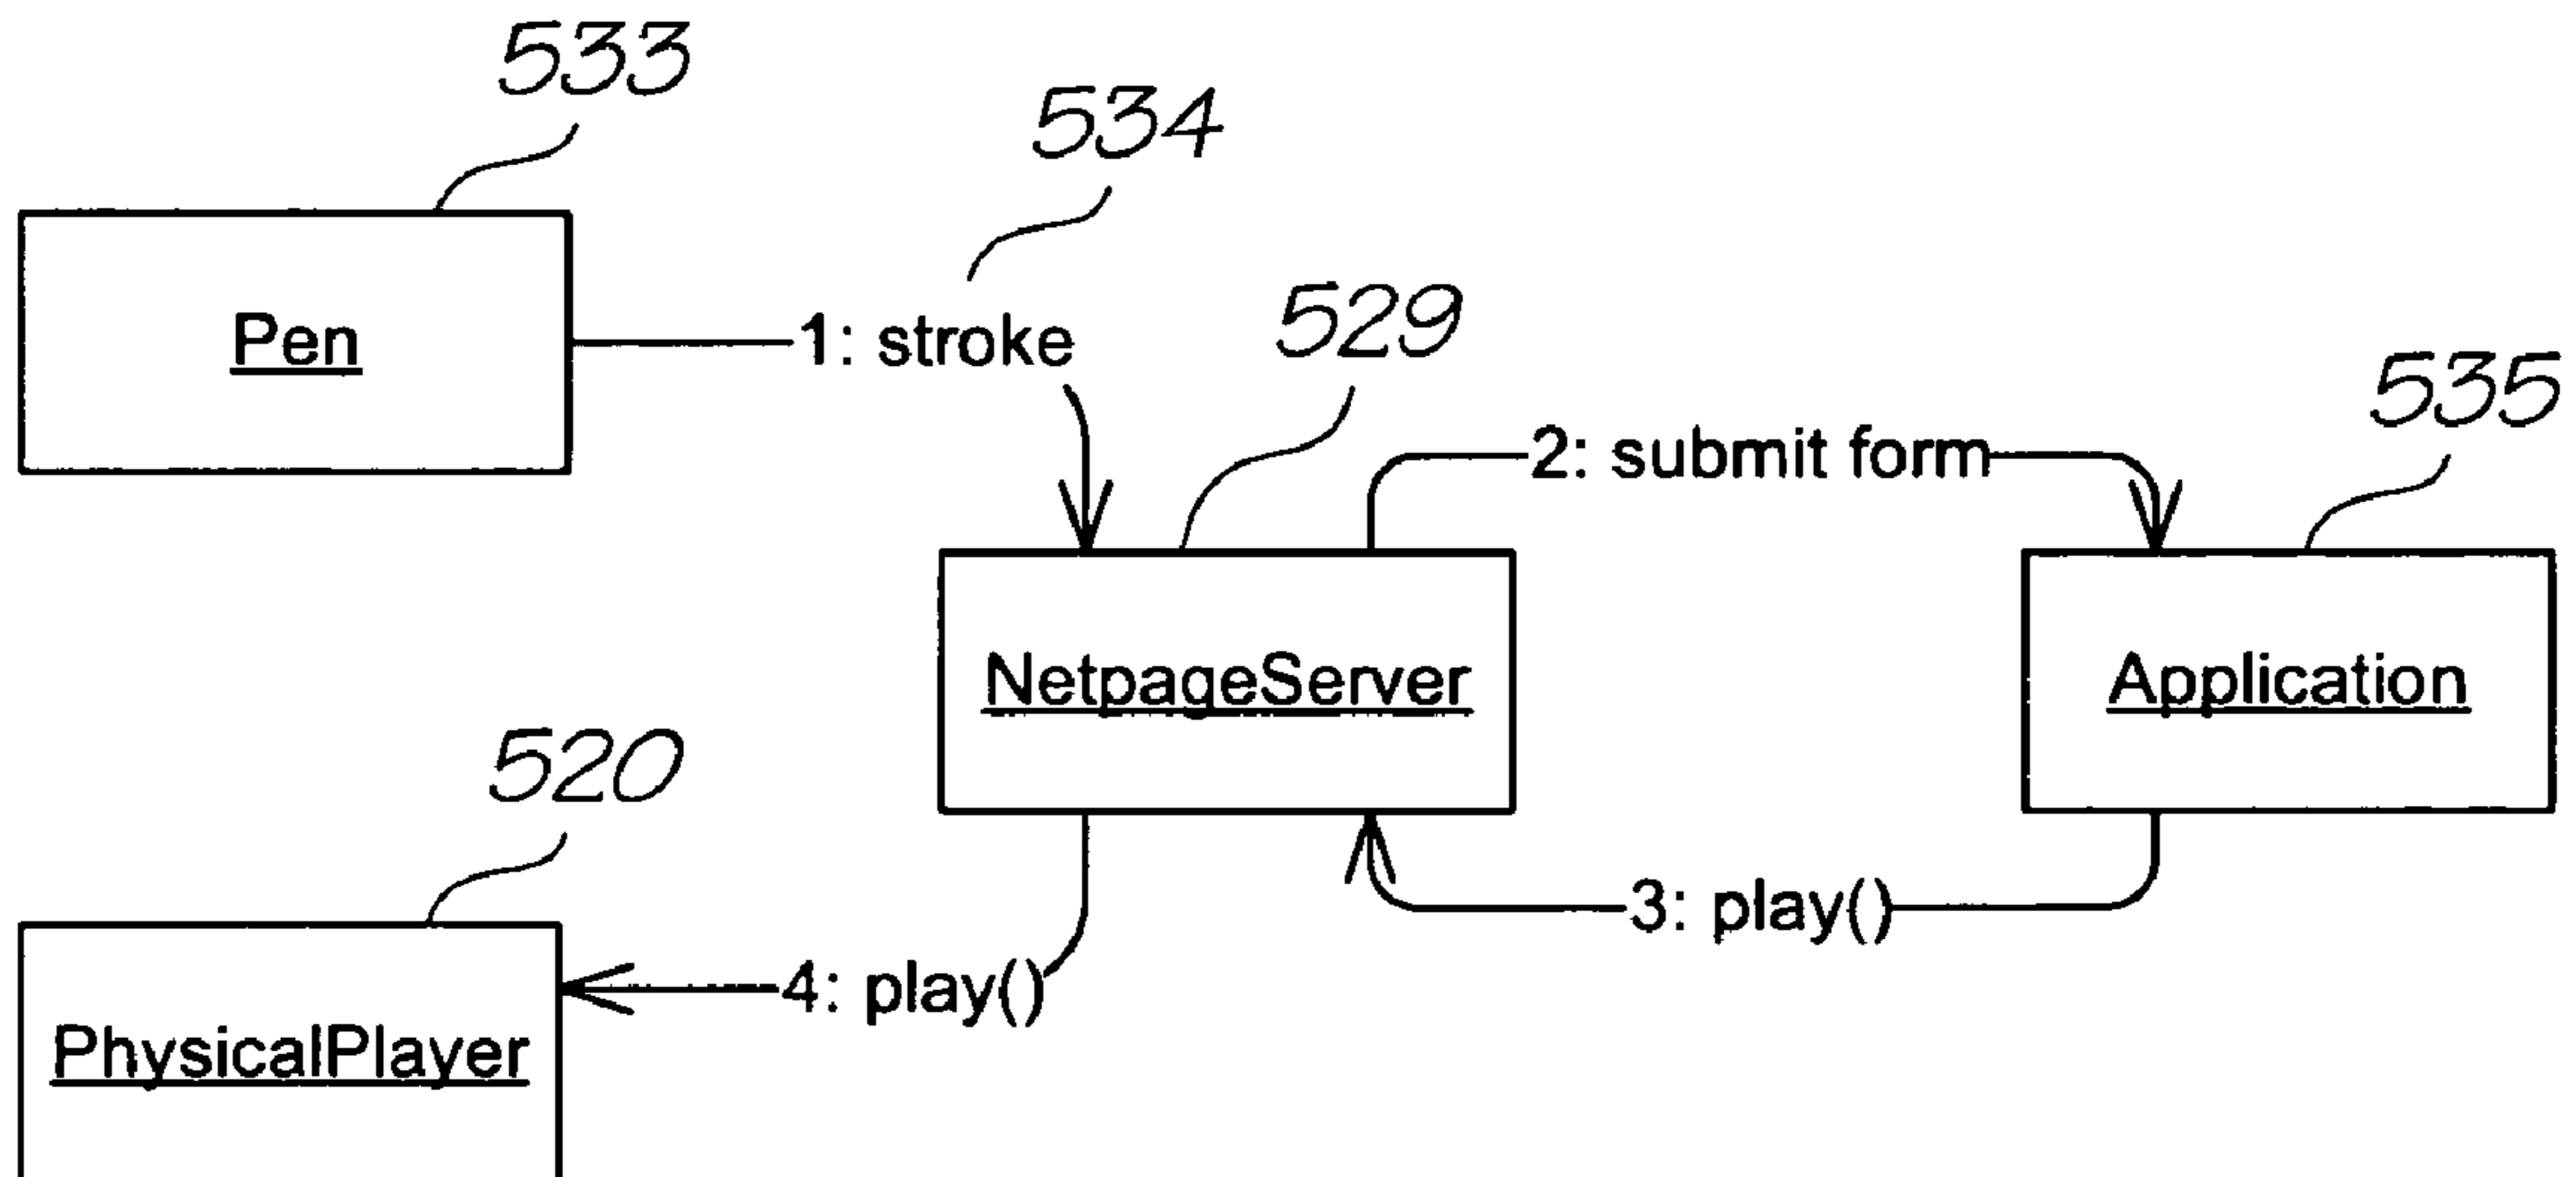 533
534
Pen
1: stroke
529
535
2: submit form
NetpageServer
Application
520
3: play()
4: play()
PhysicalPlayer